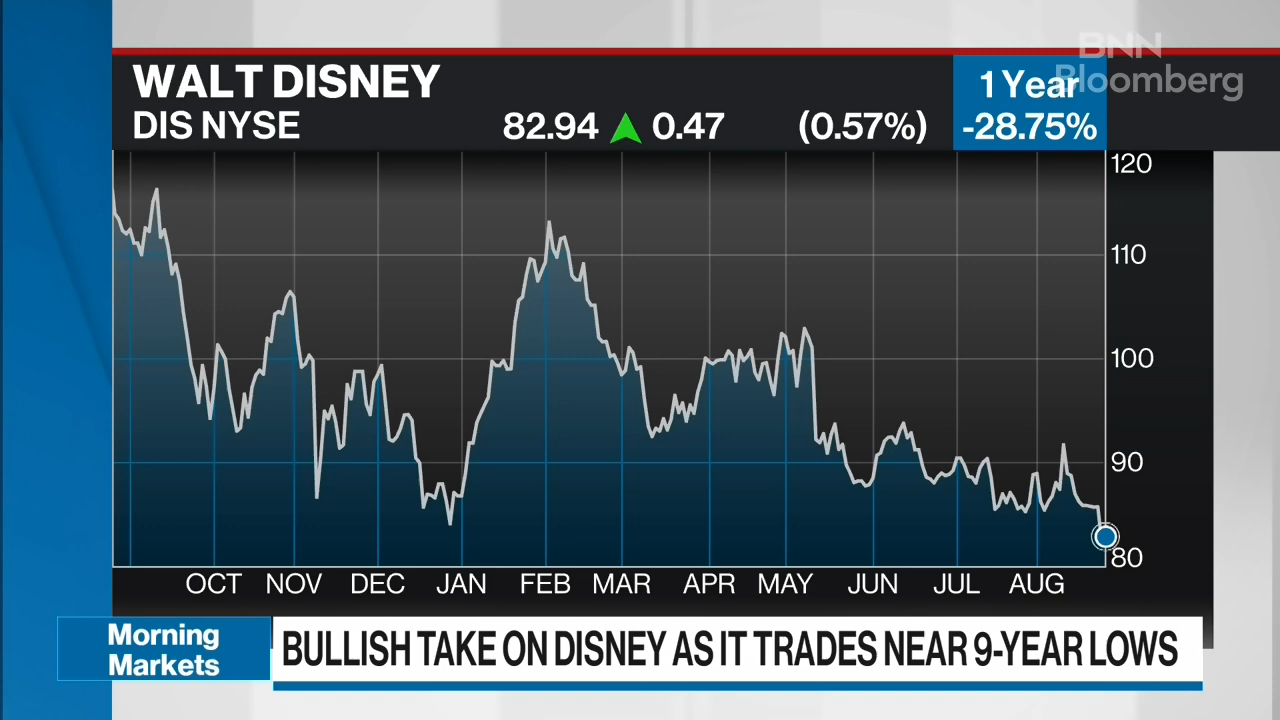 BNN
Bloomberg
WALT DISNEY
DIS NYSE
82.94 ▲ 0.47 (0.57%)
1 Year
-28.75%
120
110
100
90
80
OCT NOV DEC JAN FEB MAR APR MAY JUN JUL AUG
Morning
Markets
BULLISH TAKE ON DISNEY AS IT TRADES NEAR 9-YEAR LOWS